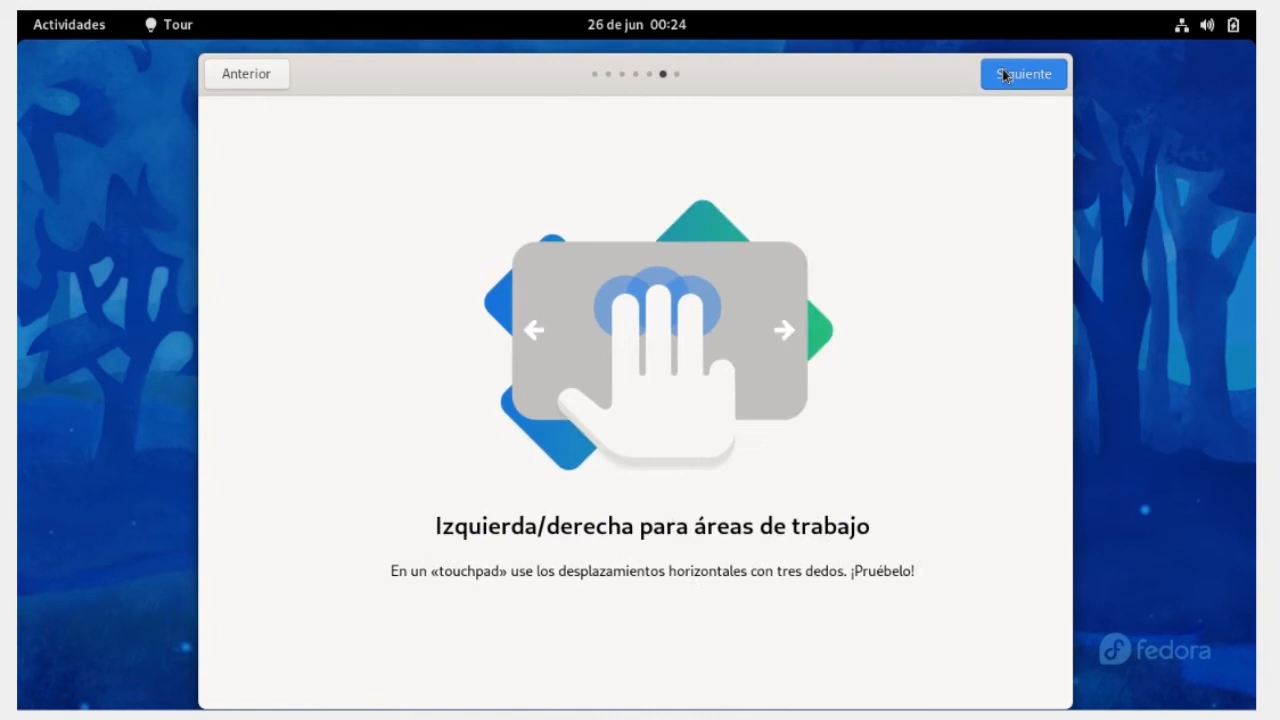 Actividades Tour 26 de jun 00:24
Anterior Siguiente
Izquierda/derecha para áreas de trabajo
En un «touchpad» use los desplazamientos horizontales con tres dedos. ¡Pruébelo!
fedora